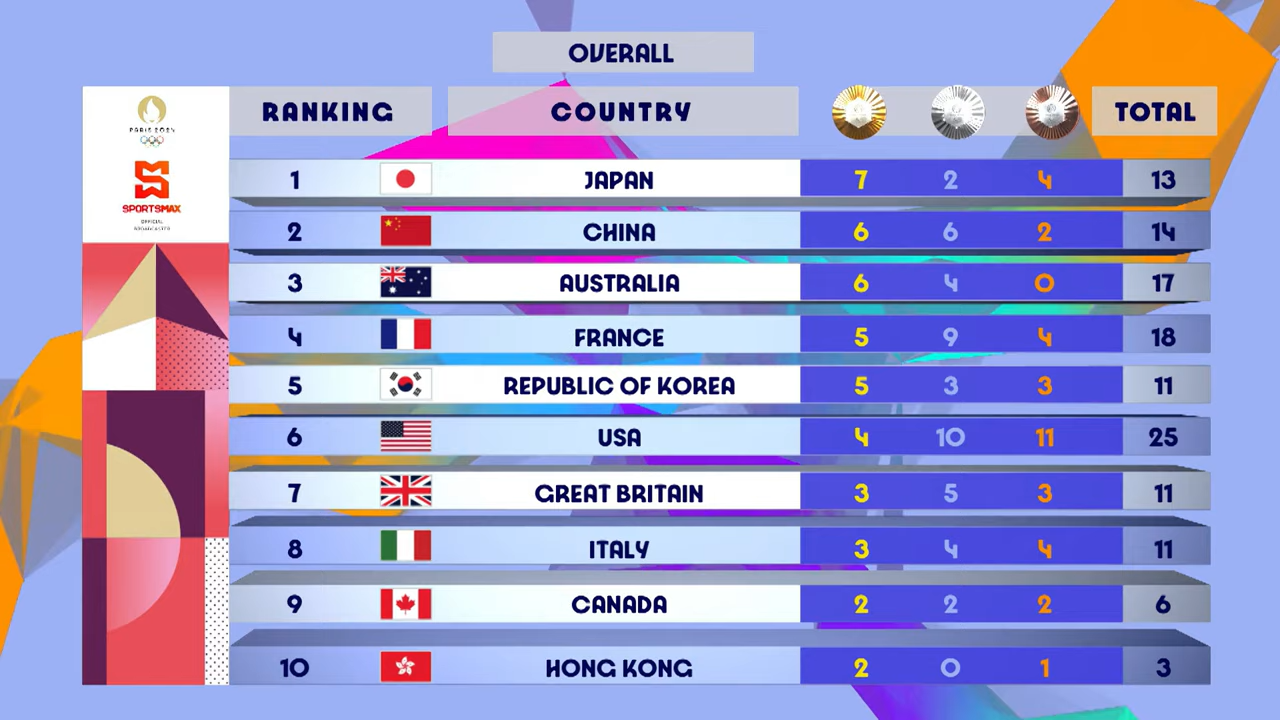 OVERALL
PARIS 2024
SPORTSMAX
OFFICIAL
BROADCASTER
RANKING COUNTRY TOTAL
1 JAPAN 7 2 4 13
2 CHINA 6 6 2 14
3 AUSTRALIA 6 4 0 17
4 FRANCE 5 9 4 18
5 REPUBLIC OF KOREA 5 3 3 11
6 USA 4 10 11 25
7 GREAT BRITAIN 3 5 3 11
8 ITALY 3 4 4 11
9 CANADA 2 2 2 6
10 HONG KONG 2 0 1 3